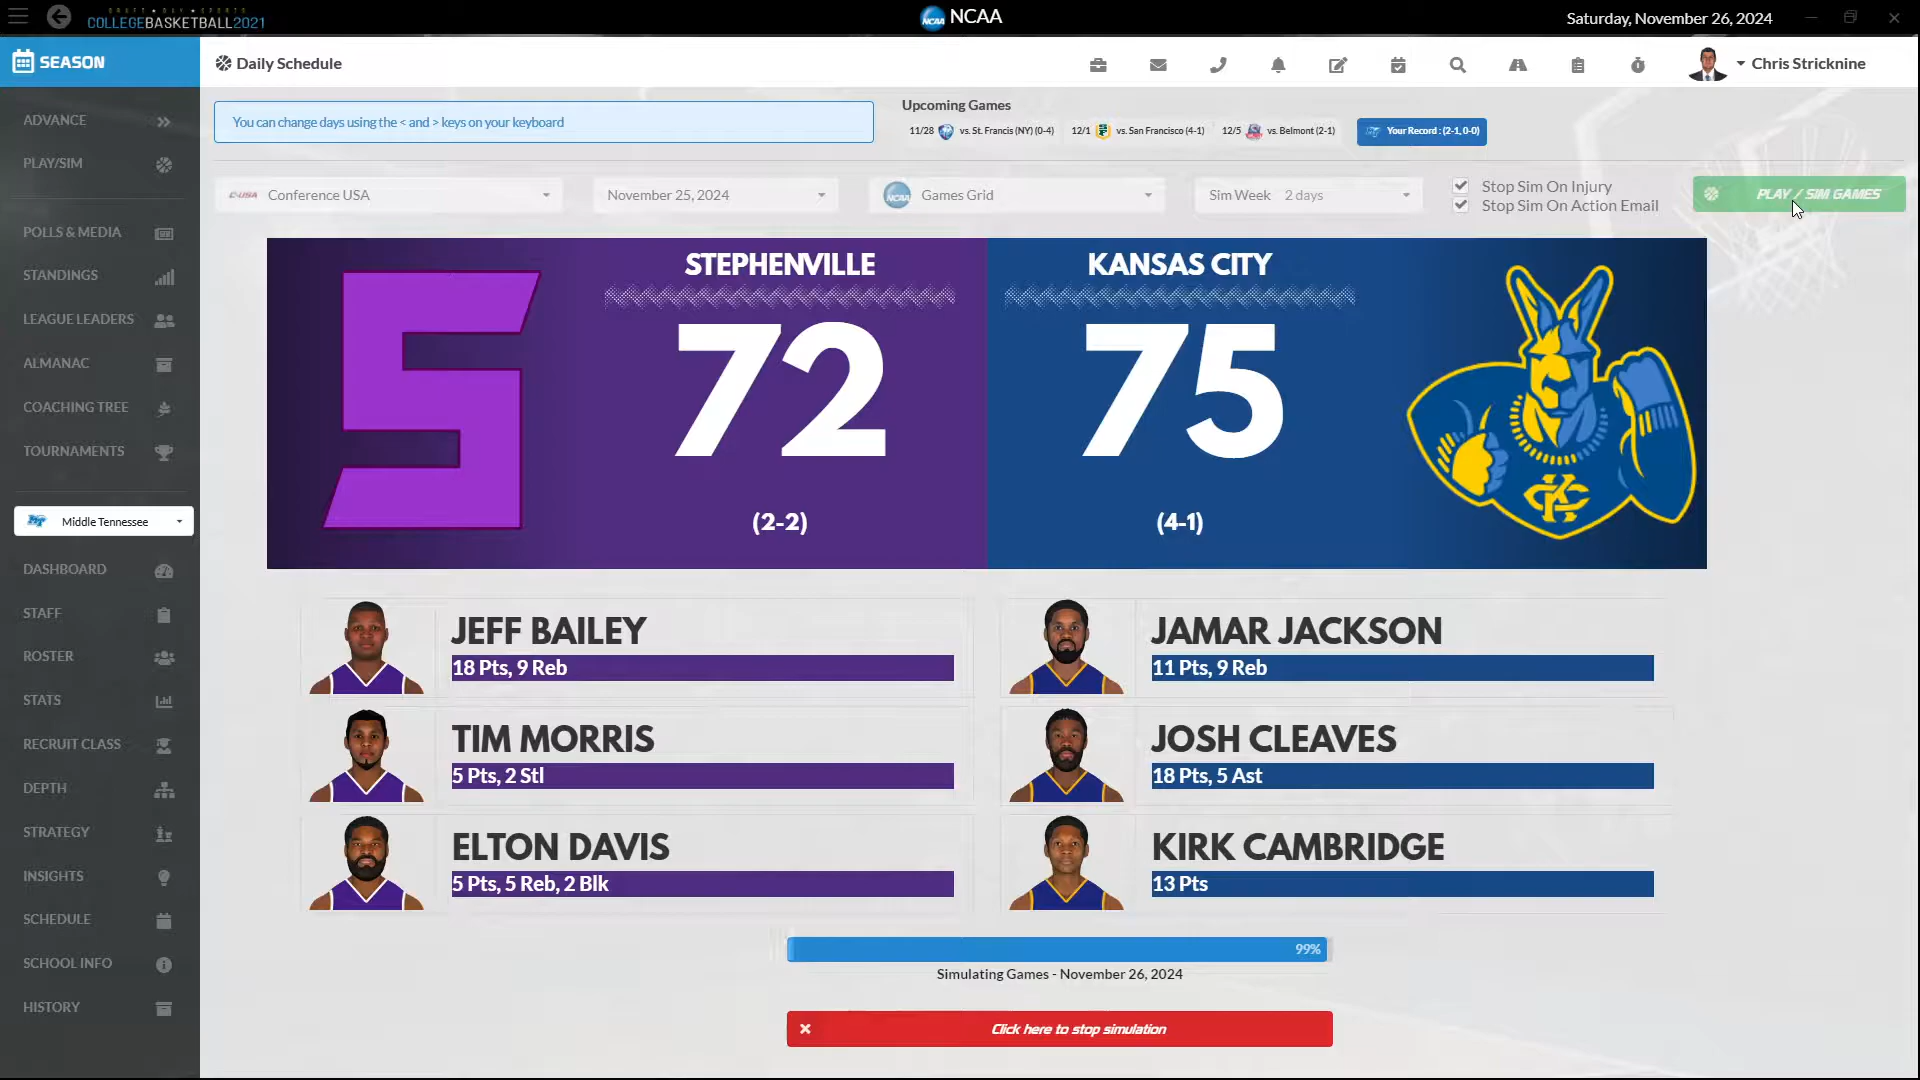 DRAFT DAY SPORTS
COLLEGEBASKETBALL2021
NCAA
Saturday, November 26, 2024
SEASON
Daily Schedule
Chris Stricknine
ADVANCE
PLAY/SIM
POLLS & MEDIA
STANDINGS
LEAGUE LEADERS
ALMANAC
COACHING TREE
TOURNAMENTS
Middle Tennessee
DASHBOARD
STAFF
ROSTER
STATS
RECRUIT CLASS
DEPTH
STRATEGY
INSIGHTS
SCHEDULE
SCHOOL INFO
HISTORY
You can change days using the < and > keys on your keyboard
Upcoming Games
11/28 vs. St. Francis (NY) (0-4) 12/1 vs. San Francisco (4-1) 12/5 vs. Belmont (2-1) Your Record : (2-1, 0-0)
C-USA Conference USA
November 25, 2024
NCAA Games Grid
Sim Week 2 days
Stop Sim On Injury
Stop Sim On Action Email
PLAY / SIM GAMES
S
STEPHENVILLE
72
(2-2)
KANSAS CITY
75
(4-1)
KC
JEFF BAILEY
18 Pts, 9 Reb
JAMAR JACKSON
11 Pts, 9 Reb
TIM MORRIS
5 Pts, 2 Stl
JOSH CLEAVES
18 Pts, 5 Ast
ELTON DAVIS
5 Pts, 5 Reb, 2 Blk
KIRK CAMBRIDGE
13 Pts
99%
Simulating Games - November 26, 2024
Click here to stop simulation